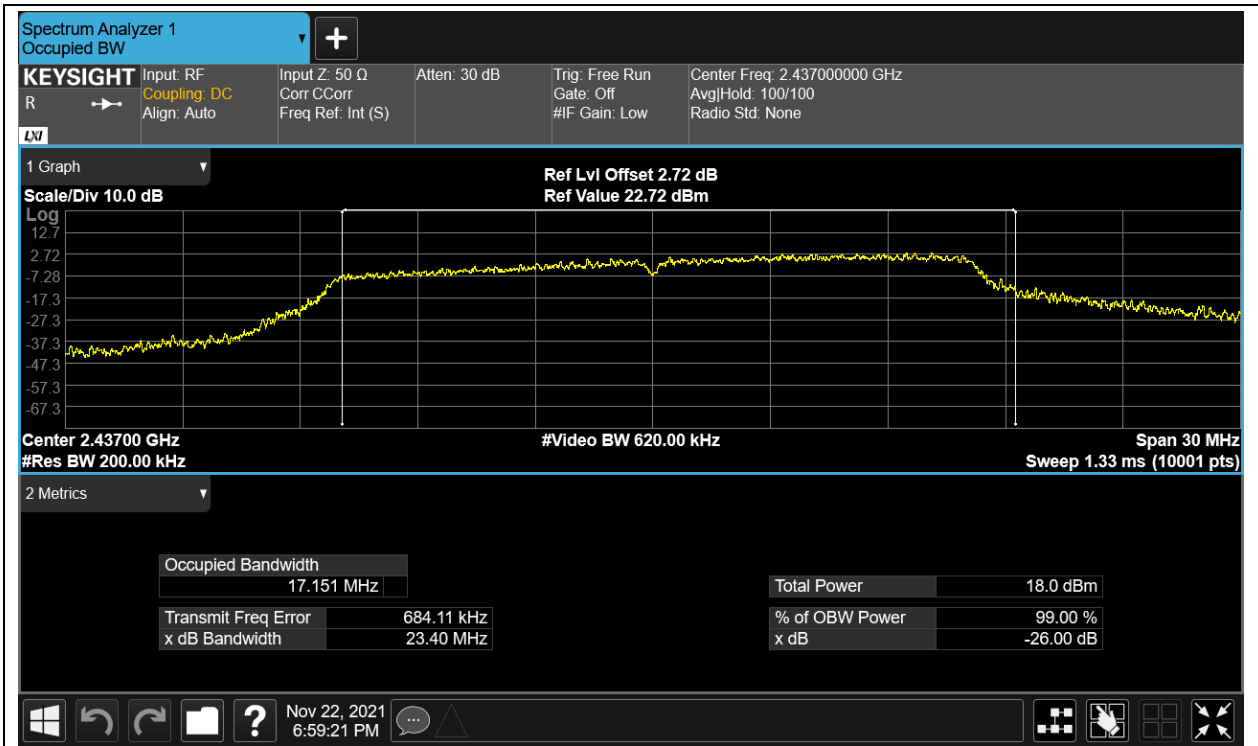 Spectrum Analyzer 1
Occupied BW
KEYSIGHT
R
LXI
Input: RF
Coupling: DC
Align: Auto
Input Z: 50 Ω
Corr CCorr
Freq Ref: Int (S)
Atten: 30 dB
Trig: Free Run
Gate: Off
#IF Gain: Low
Center Freq: 2.437000000 GHz
Avg|Hold: 100/100
Radio Std: None
1 Graph
Scale/Div 10.0 dB
Ref Lvl Offset 2.72 dB
Ref Value 22.72 dBm
Log
12.7
2.72
-7.28
-17.3
-27.3
-37.3
-47.3
-57.3
-67.3
Center 2.43700 GHz
#Video BW 620.00 kHz
Span 30 MHz
#Res BW 200.00 kHz
Sweep 1.33 ms (10001 pts)
2 Metrics
Occupied Bandwidth
17.151 MHz
Total Power 18.0 dBm
Transmit Freq Error 684.11 kHz
% of OBW Power 99.00 %
x dB Bandwidth 23.40 MHz
x dB -26.00 dB
?
Nov 22, 2021
6:59:21 PM